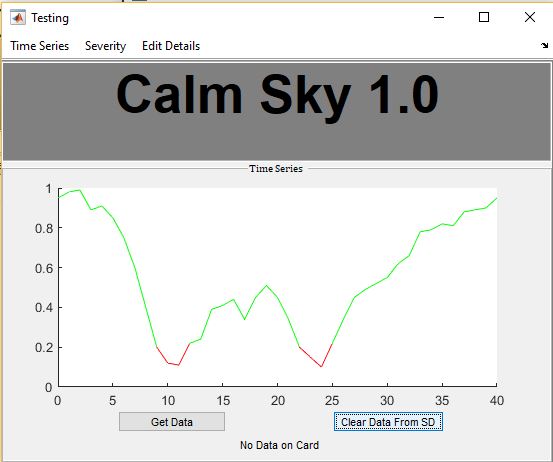 Testing
Time Series Severity Edit Details
Calm Sky 1.0
Time Series
1
0.8
0.6
0.4
0.2
0
0 5 10 15 20 25 30 35 40
Get Data Clear Data From SD
No Data on Card